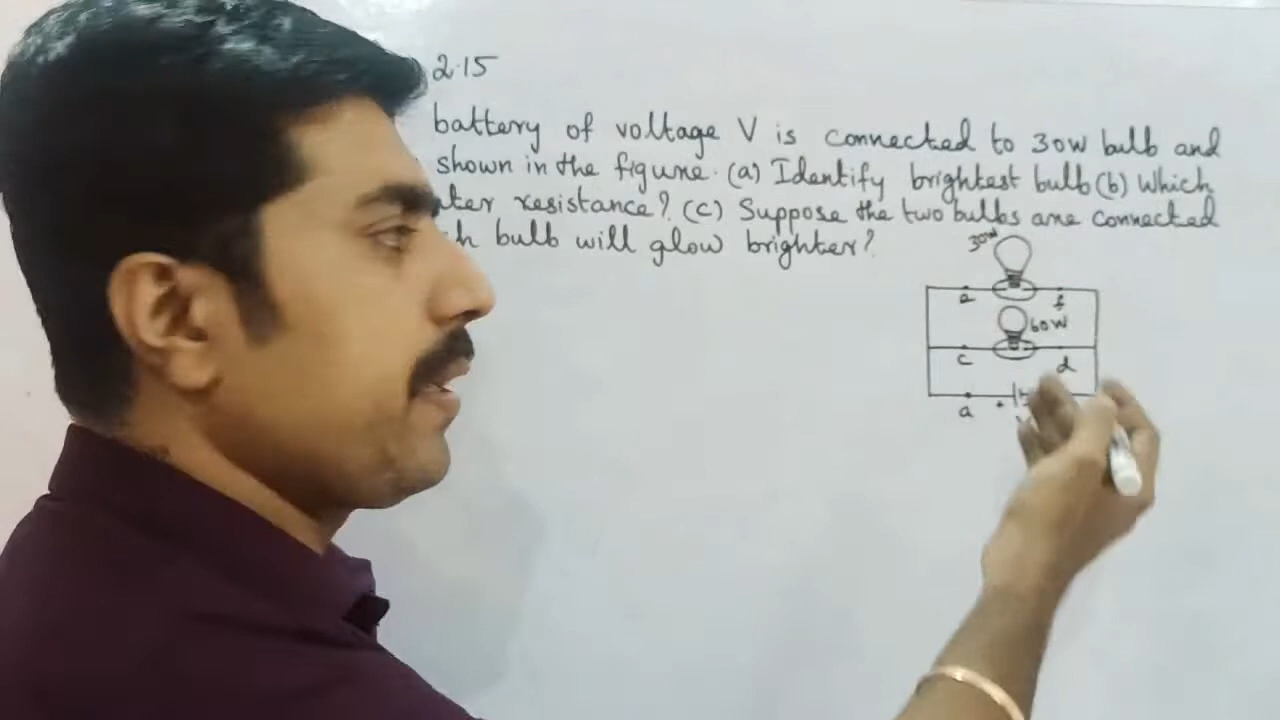 2.15
battery of voltage V is connected to 30W bulb and
shown in the figure. (a) Identify brightest bulb (b) Which
resistance? (c) Suppose the two bulbs are connected
bulb will glow brighter?
30W
e f
60W
c d
a